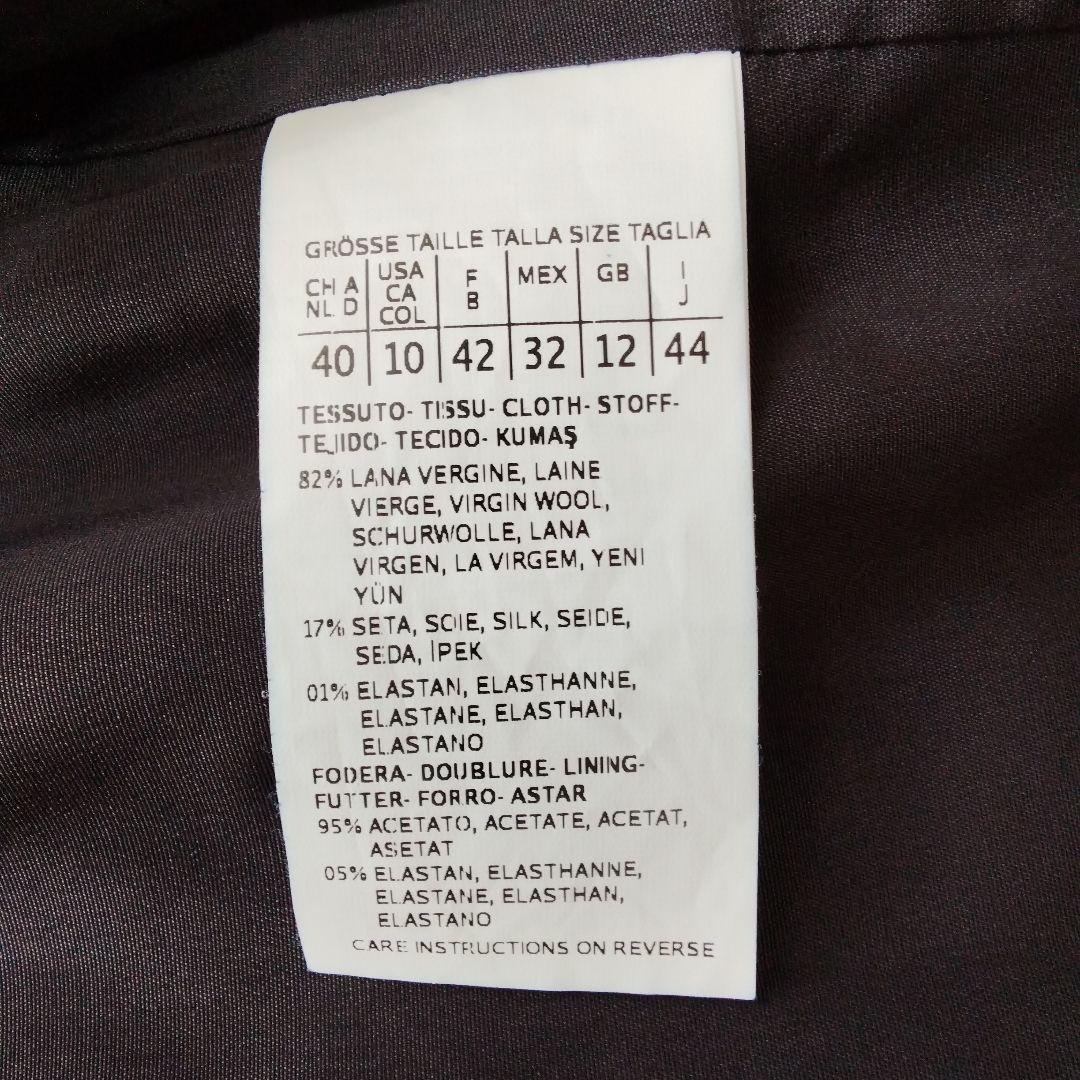 GRÖSSE TAILLE TALLA SIZE TAGLIA
CH A USA F MEX GB I
NL D CA B J
COL
40 10 42 32 12 44
TESSUTO- TISSU- CLOTH- STOFF-
TEJIDO- TECIDO- KUMAŞ
82% LANA VERGINE, LAINE
VIERGE, VIRGIN WOOL,
SCHURWOLLE, LANA
VIRGEN, LA VIRGEM, YENI
YÜN
17% SETA, SOIE, SILK, SEIDE,
SEDA, İPEK
01% ELASTAN, ELASTHANNE,
ELASTANE, ELASTHAN,
ELASTANO
FODERA- DOUBLURE- LINING-
FUTTER- FORRO- ASTAR
95% ACETATO, ACETATE, ACETAT,
ASETAT
05% ELASTAN, ELASTHANNE,
ELASTANE, ELASTHAN,
ELASTANO
CARE INSTRUCTIONS ON REVERSE